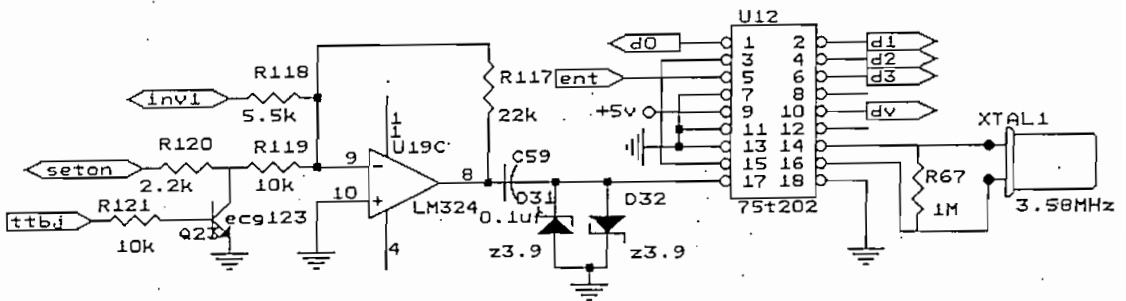 U12
d0
1 2
d1
3 4
d2
R118
R117
ent
5 6
d3
7 8
inv1
5.5k
22k
+5v
9 10
dv
XTAL1
1
1
11 12
R120
R119
U19C
13 14
9
-
C59
15 16
seton
8
R67
2.2k
10k
10
+
D31
D32
17 18
LM324
75t202
1M
3.58MHz
ttbj
R121
ecg123
0.1uf
Q23
10k
4
z3.9
z3.9